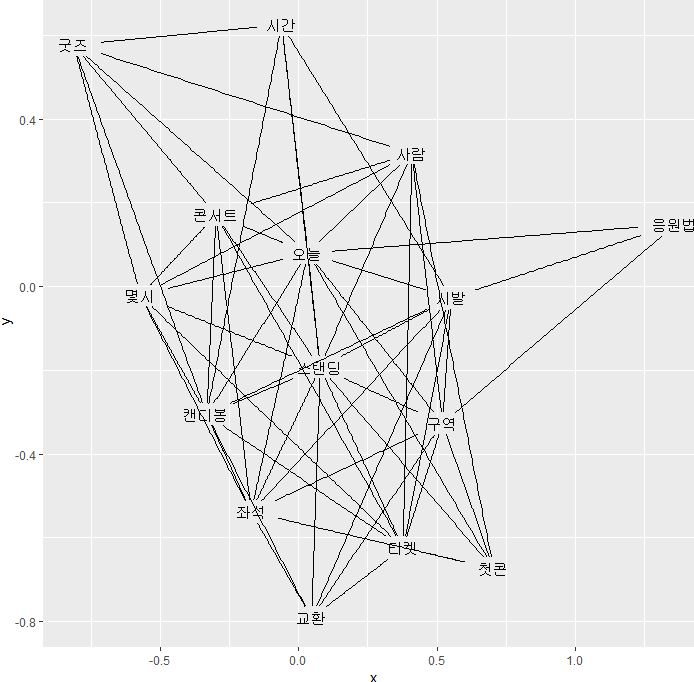 시간
굿즈
사람
콘서트
응원법
오늘
몇시
시발
스탠딩
캔디봉
구역
좌석
티켓
첫콘
교환
0.4
0.0
-0.4
-0.8
y
-0.5
0.0
0.5
1.0
x